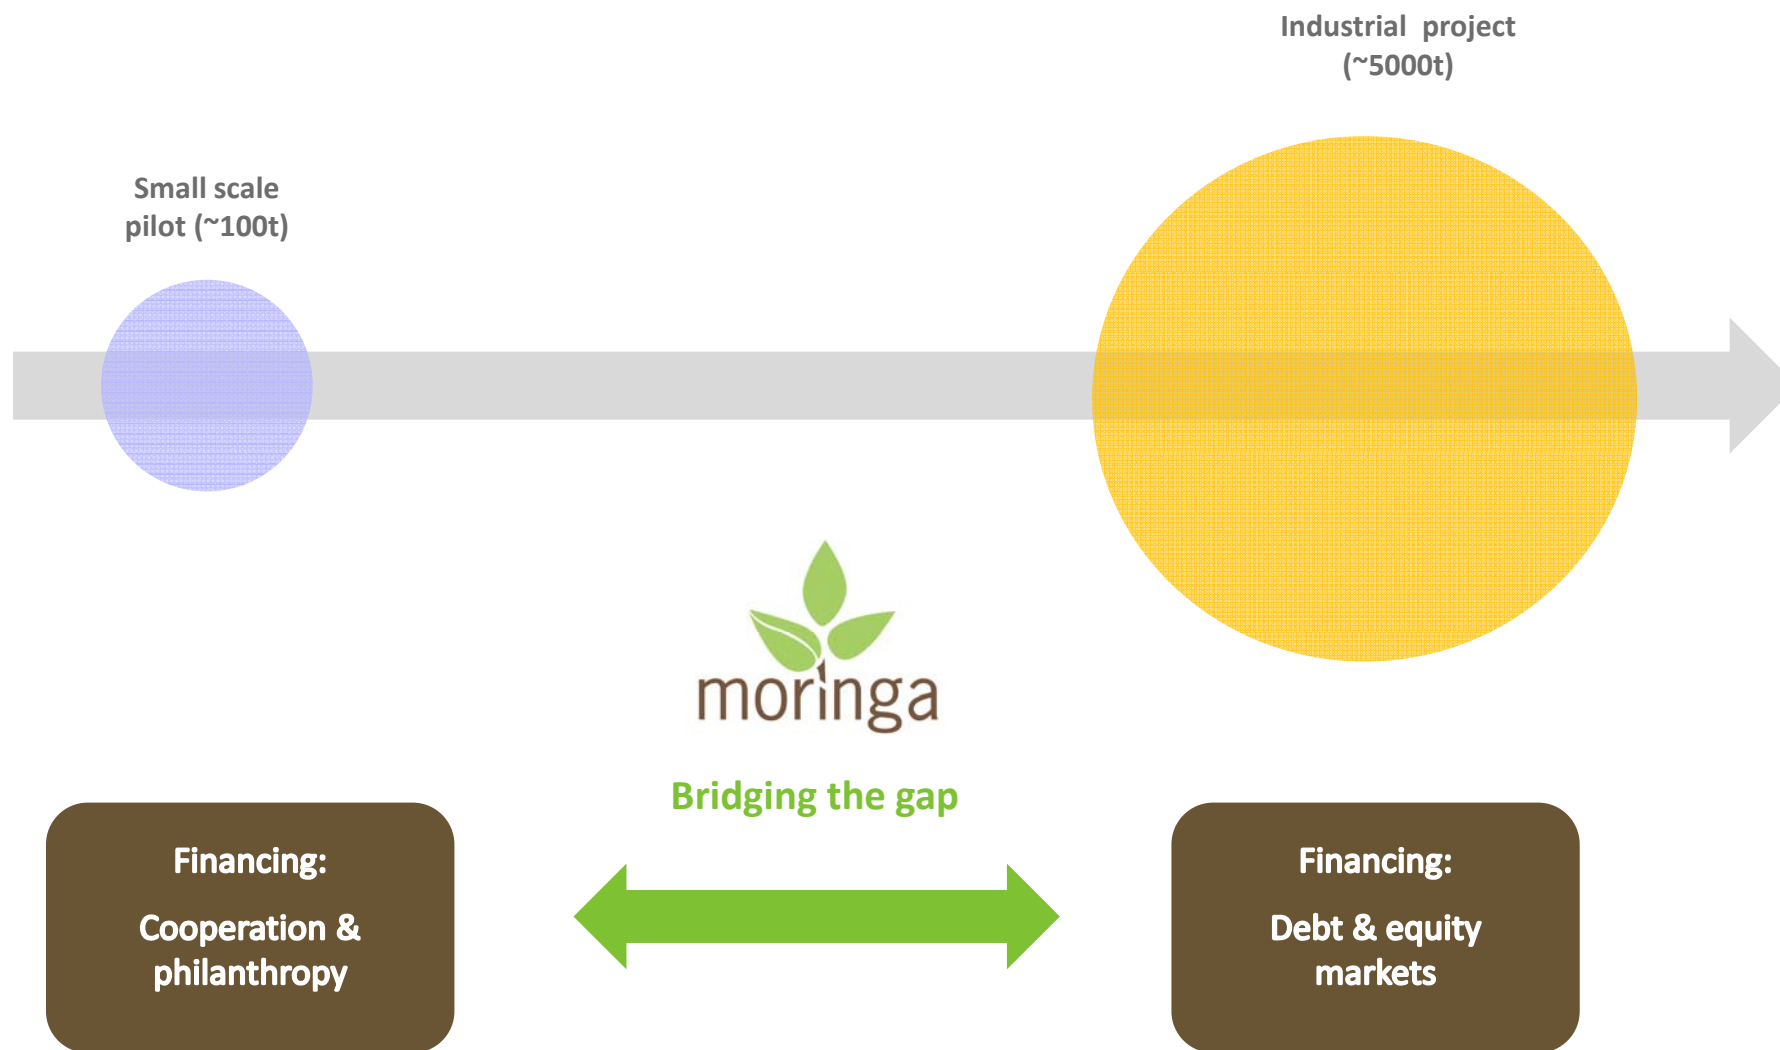 Industrial project
(~5000t)
Small scale
pilot (~100t)
moringa
Bridging the gap
Financing:
Cooperation &
philanthropy
Financing:
Debt & equity
markets